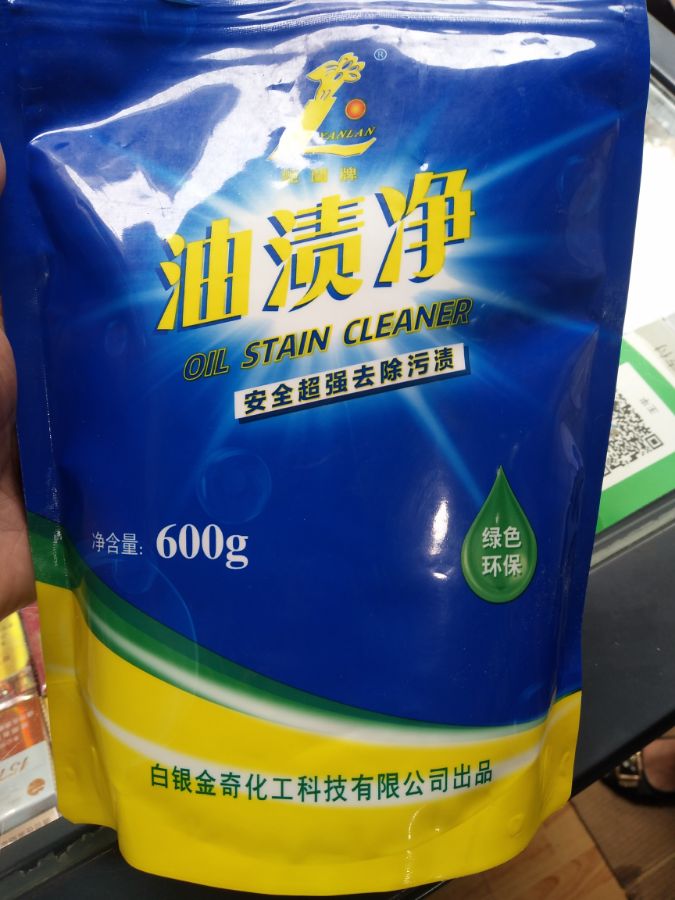 ®
YANLAN
油渍净
OIL STAIN CLEANER
安全超强去除污渍
净含量: 600g
绿色
环保
白银金奇化工科技有限公司出品